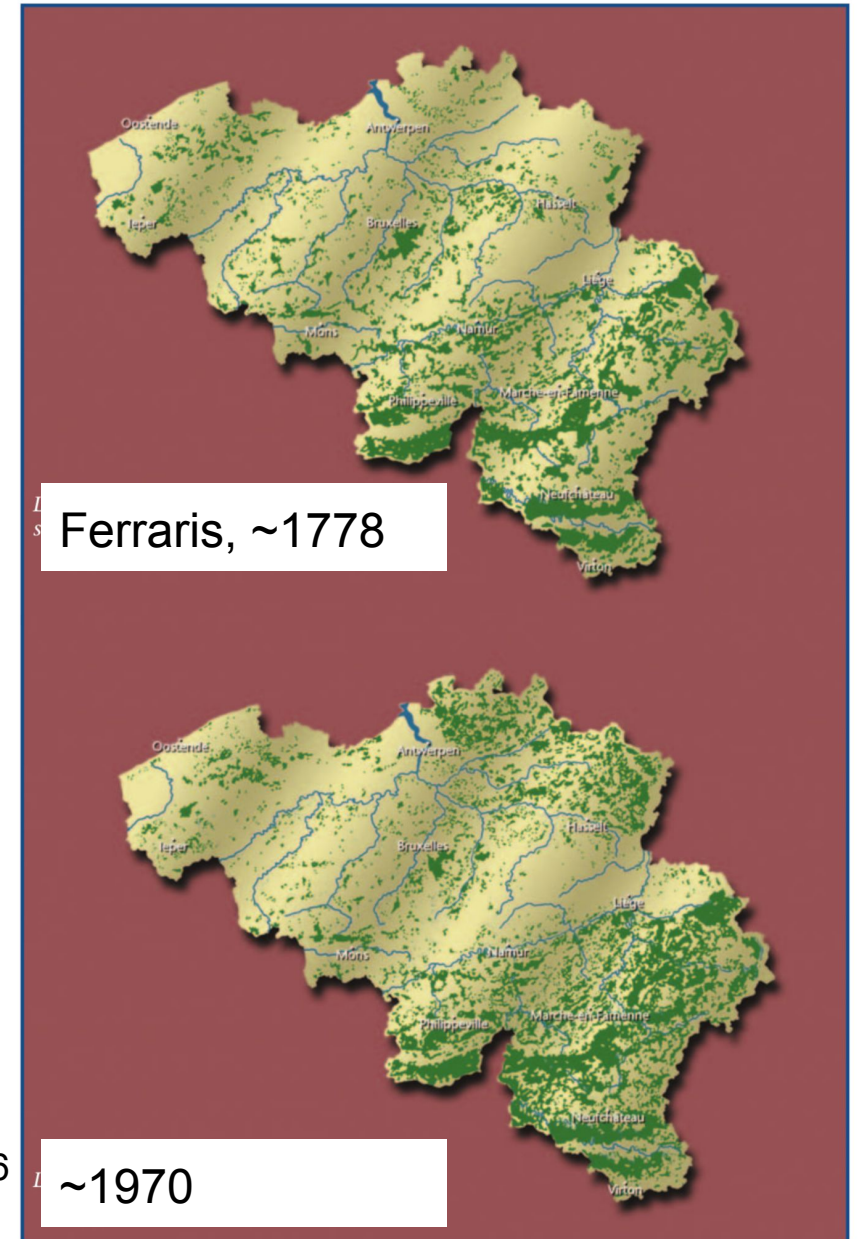 Oostende
Antwerpen
Ieper
Bruxelles
Hasselt
Liège
Mons
Namur
Philippeville
Marche-en-Famenne
Neufchâteau
Virton
L
s
Ferraris, ~1778
Oostende
Antwerpen
Ieper
Bruxelles
Hasselt
Liège
Mons
Namur
Philippeville
Marche-en-Famenne
Neufchâteau
Virton
6
L
~1970